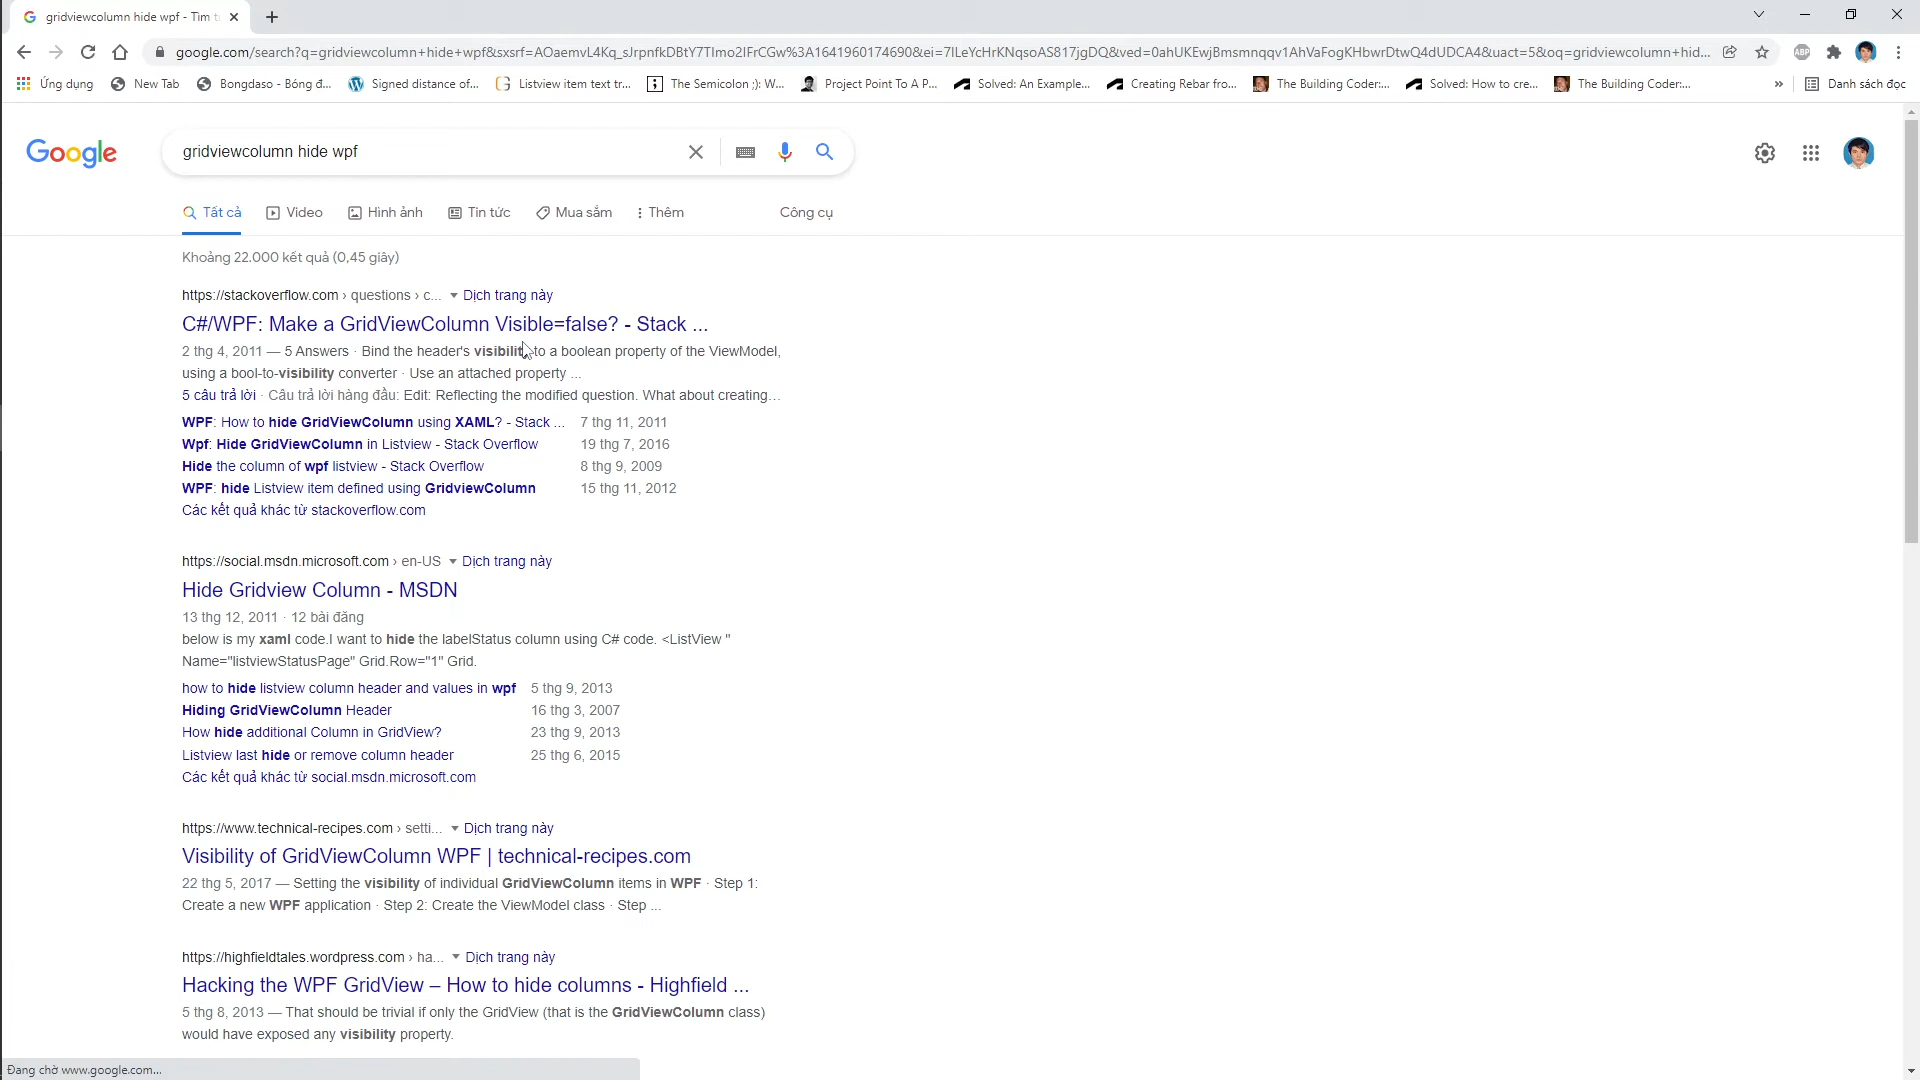 gridviewcolumn hide wpf - Tìm t
google.com/search?q=gridviewcolumn+hide+wpf&sxsrf=AOaemvL4Kq_sJrpnfkDBtY7TImo2IFrCGw%3A1641960174690&ei=7ILeYcHrKNqsoAS817jgDQ&ved=0ahUKEwjBmsmnqqv1AhVaFogKHbwrDtwQ4dUDCA4&uact=5&oq=gridviewcolumn+hid...
Ứng dụng New Tab Bongdaso - Bóng đ... Signed distance of... Listview item text tr... The Semicolon ;): W... Project Point To A P... Solved: An Example... Creating Rebar fro... The Building Coder:... Solved: How to cre... The Building Coder:... » Danh sách đọc
Google
gridviewcolumn hide wpf
Tất cả Video Hình ảnh Tin tức Mua sắm Thêm Công cụ
Khoảng 22.000 kết quả (0,45 giây)
https://stackoverflow.com › questions › c... Dịch trang này
C#/WPF: Make a GridViewColumn Visible=false? - Stack ...
2 thg 4, 2011 — 5 Answers · Bind the header's visibility to a boolean property of the ViewModel,
using a bool-to-visibility converter · Use an attached property ...
5 câu trả lời · Câu trả lời hàng đầu: Edit: Reflecting the modified question. What about creating...
WPF: How to hide GridViewColumn using XAML? - Stack ... 7 thg 11, 2011
Wpf: Hide GridViewColumn in Listview - Stack Overflow 19 thg 7, 2016
Hide the column of wpf listview - Stack Overflow 8 thg 9, 2009
WPF: hide Listview item defined using GridviewColumn 15 thg 11, 2012
Các kết quả khác từ stackoverflow.com
https://social.msdn.microsoft.com › en-US Dịch trang này
Hide Gridview Column - MSDN
13 thg 12, 2011 · 12 bài đăng
below is my xaml code.I want to hide the labelStatus column using C# code. <ListView "
Name="listviewStatusPage" Grid.Row="1" Grid.
how to hide listview column header and values in wpf 5 thg 9, 2013
Hiding GridViewColumn Header 16 thg 3, 2007
How hide additional Column in GridView? 23 thg 9, 2013
Listview last hide or remove column header 25 thg 6, 2015
Các kết quả khác từ social.msdn.microsoft.com
https://www.technical-recipes.com › setti... Dịch trang này
Visibility of GridViewColumn WPF | technical-recipes.com
22 thg 5, 2017 — Setting the visibility of individual GridViewColumn items in WPF · Step 1:
Create a new WPF application · Step 2: Create the ViewModel class · Step ...
https://highfieldtales.wordpress.com › ha... Dịch trang này
Hacking the WPF GridView – How to hide columns - Highfield ...
5 thg 8, 2013 — That should be trivial if only the GridView (that is the GridViewColumn class)
would have exposed any visibility property.
Đang chờ www.google.com...
ABP